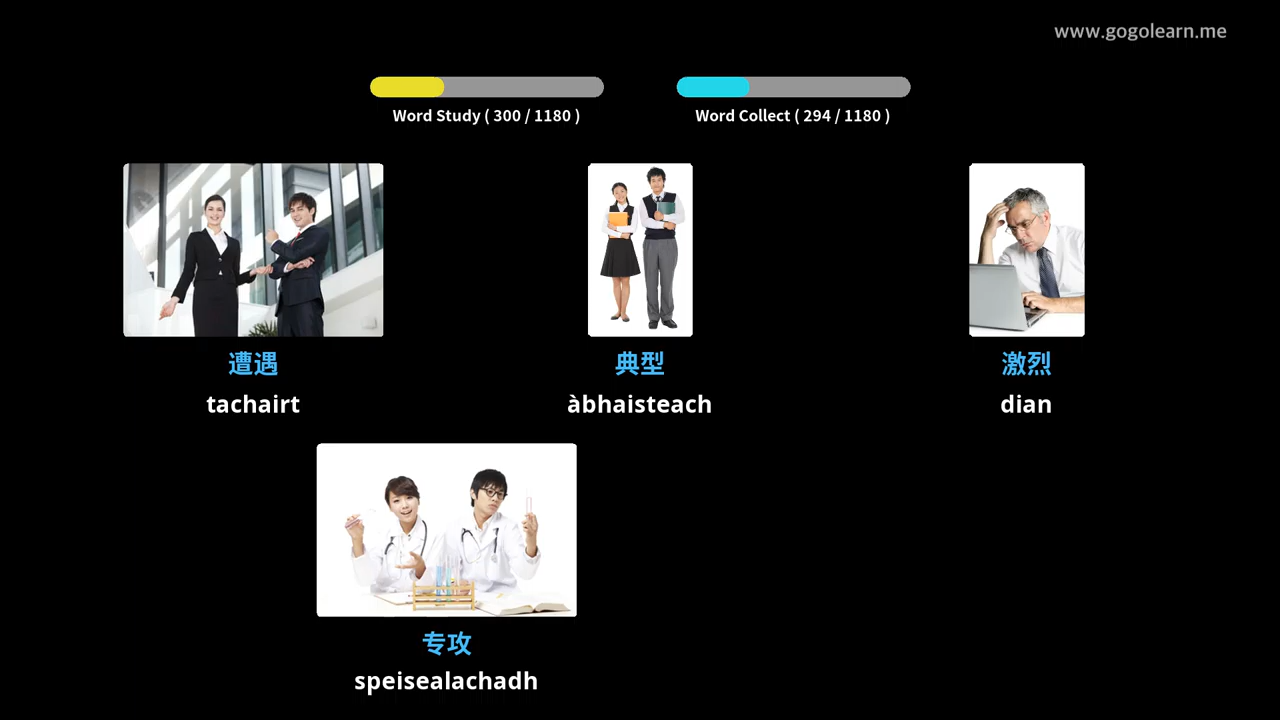 www.gogolearn.me
Word Study ( 300 / 1180 )
Word Collect ( 294 / 1180 )
遭遇
典型
激烈
tachairt
àbhaisteach
dian
专攻
speisealachadh